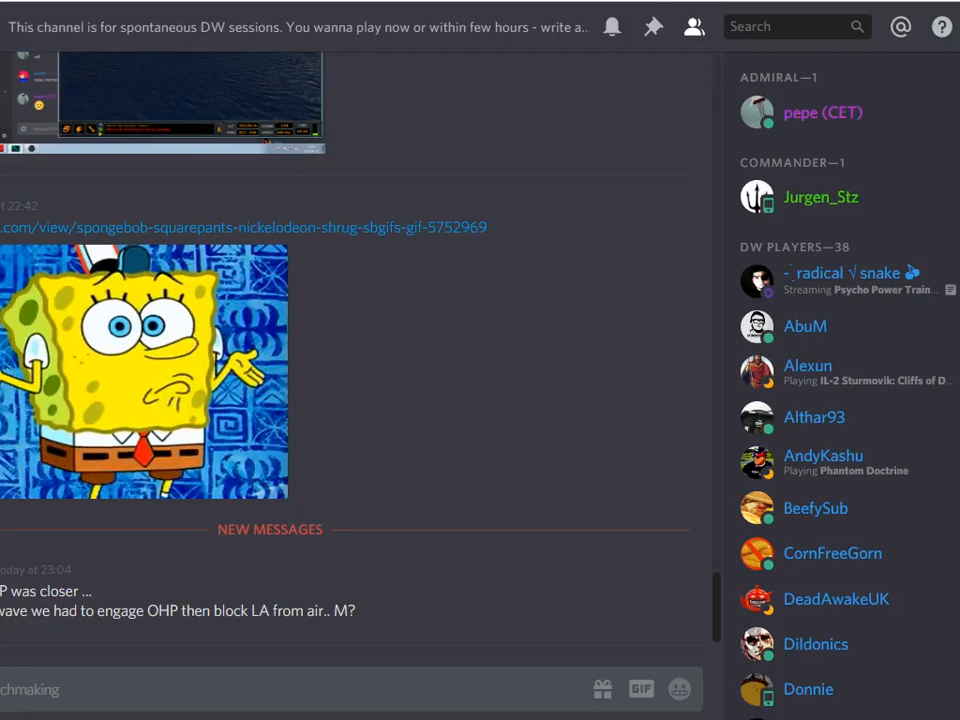 This channel is for spontaneous DW sessions. You wanna play now or within few hours - write a...
Search
t 22:42
.com/view/spongebob-squarepants-nickelodeon-shrug-sbgifs-gif-5752969
NEW MESSAGES
oday at 23:04
P was closer ...
wave we had to engage OHP then block LA from air.. M?
chmaking
GIF
ADMIRAL—1
pepe (CET)
COMMANDER—1
Jurgen_Stz
DW PLAYERS—38
-_radical √ snake
Streaming Psycho Power Train...
AbuM
Alexun
Playing IL-2 Sturmovik: Cliffs of D...
Althar93
AndyKashu
Playing Phantom Doctrine
BeefySub
CornFreeGorn
DeadAwakeUK
Dildonics
Donnie